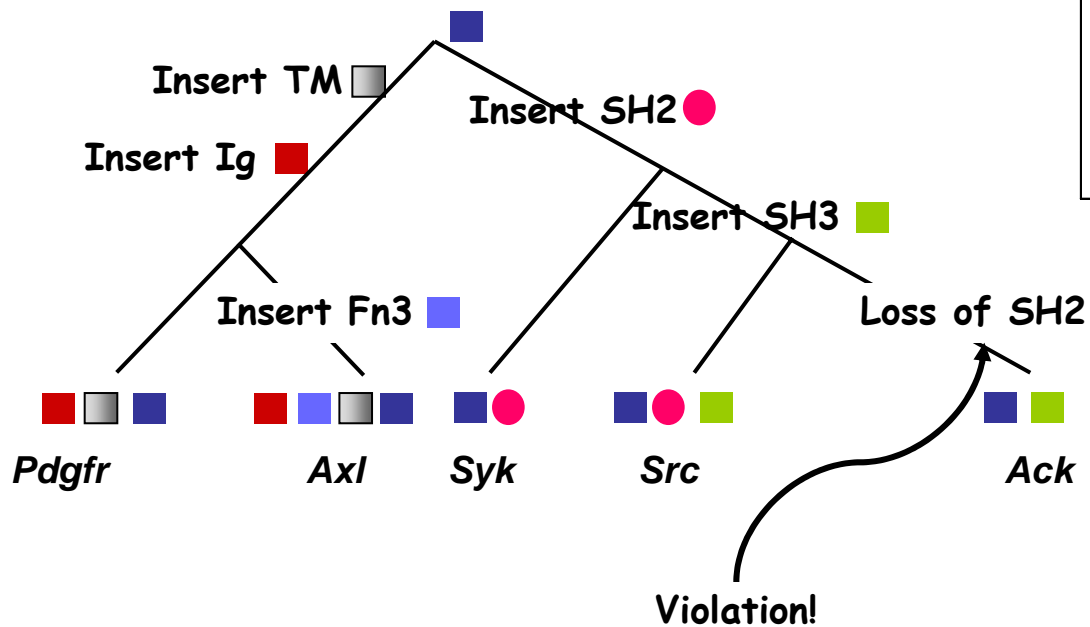 Insert TM
Insert SH2
Insert Ig
Insert SH3
Insert Fn3
Loss of SH2
Pdgfr
Axl
Syk
Src
Ack
Violation!